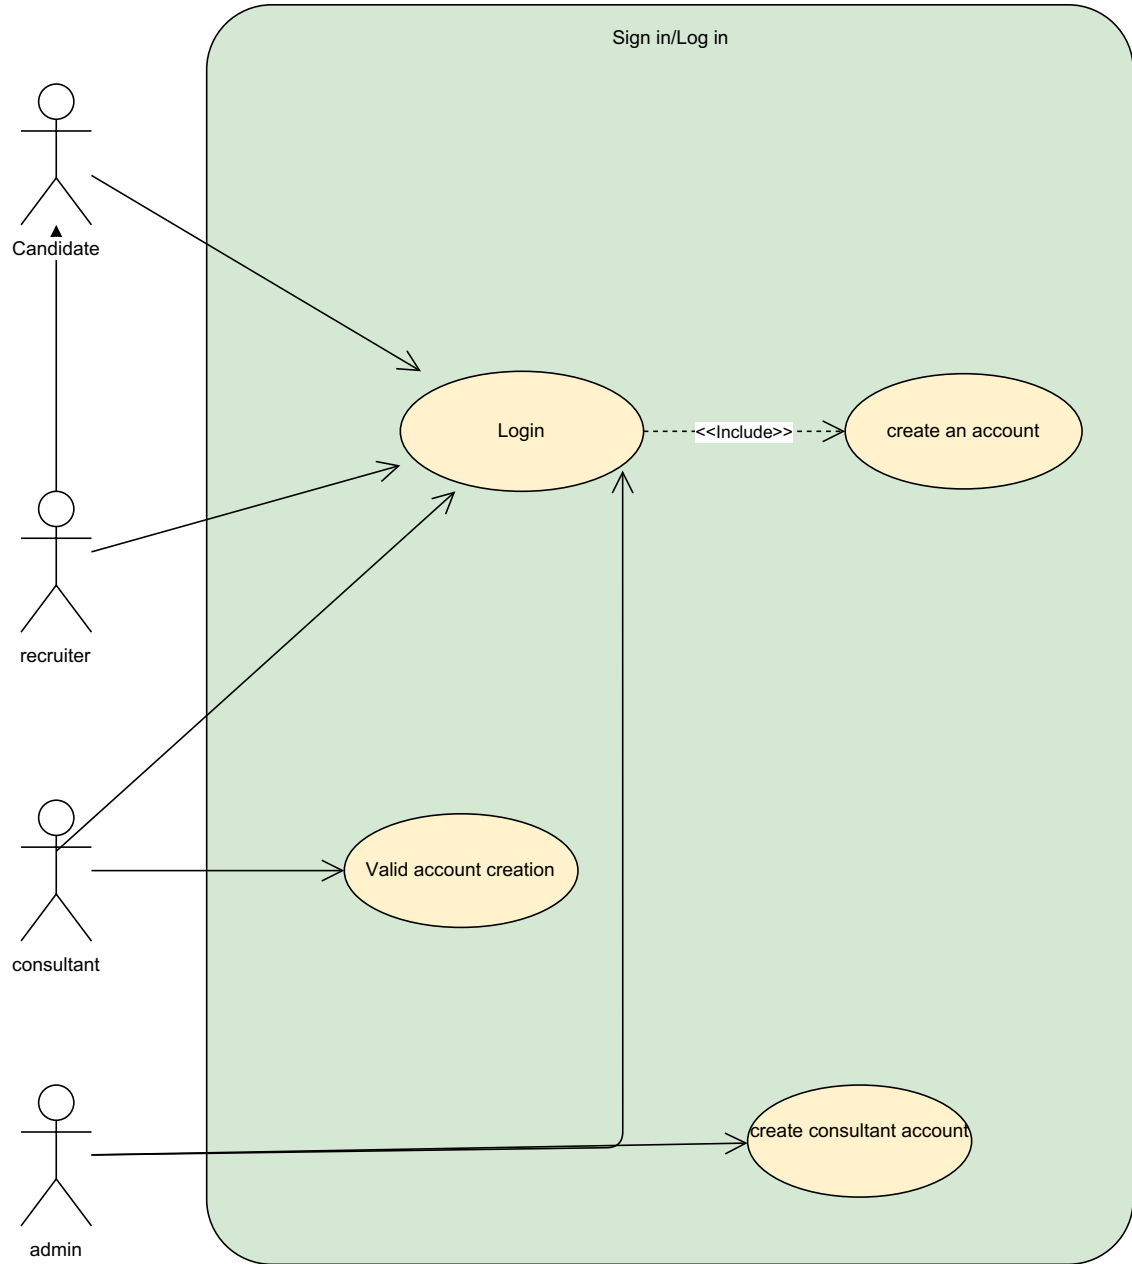 Sign in/Log in
Candidate
Login
<<Include>>
create an account
recruiter
Valid account creation
consultant
create consultant account
admin